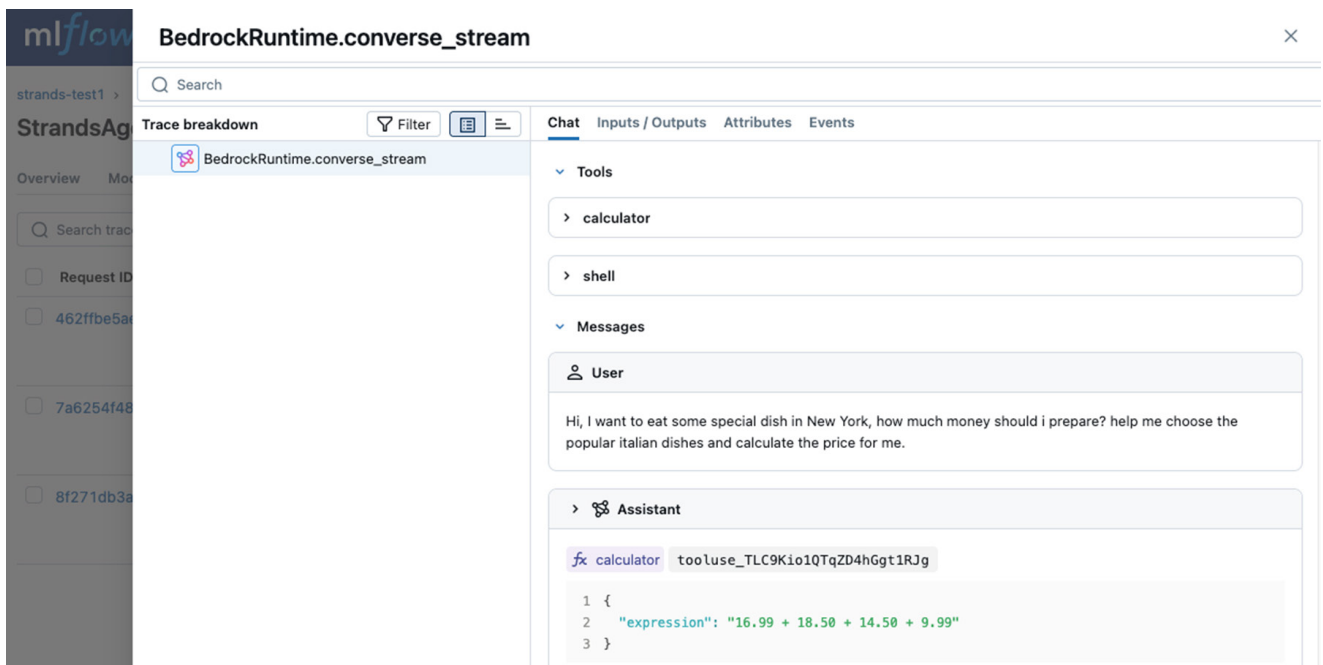 mlflow
BedrockRuntime.converse_stream
Search
strands-test1 >
StrandsAg
Trace breakdown
Filter
Chat Inputs / Outputs Attributes Events
BedrockRuntime.converse_stream
Overview Mod
Tools
calculator
Search trac
shell
Request ID
Messages
462ffbe5ae
User
Hi, I want to eat some special dish in New York, how much money should i prepare? help me choose the
popular italian dishes and calculate the price for me.
7a6254f48
8f271db3a
Assistant
fx calculator tooluse_TLC9Kio1QTqZD4hGgt1RJg
1 {
2 "expression": "16.99 + 18.50 + 14.50 + 9.99"
3 }